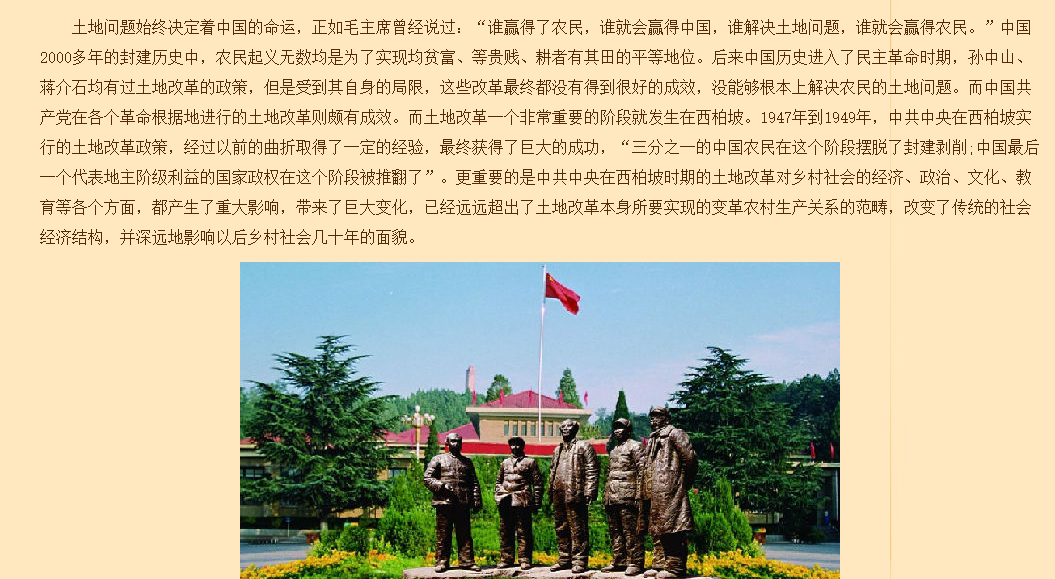 土地问题始终决定着中国的命运，正如毛主席曾经说过：“谁赢得了农民，谁就会赢得中国，谁解决土地问题，谁就会赢得农民。”中国
2000多年的封建历史中，农民起义无数均是为了实现均贫富、等贵贱、耕者有其田的平等地位。后来中国历史进入了民主革命时期，孙中山、
蒋介石均有过土地改革的政策，但是受到其自身的局限，这些改革最终都没有得到很好的成效，没能够根本上解决农民的土地问题。而中国共
产党在各个革命根据地进行的土地改革则颇有成效。而土地改革一个非常重要的阶段就发生在西柏坡。1947年到1949年，中共中央在西柏坡实
行的土地改革政策，经过以前的曲折取得了一定的经验，最终获得了巨大的成功，“三分之一的中国农民在这个阶段摆脱了封建剥削;中国最后
一个代表地主阶级利益的国家政权在这个阶段被推翻了”。更重要的是中共中央在西柏坡时期的土地改革对乡村社会的经济、政治、文化、教
育等各个方面，都产生了重大影响，带来了巨大变化，已经远远超出了土地改革本身所要实现的变革农村生产关系的范畴，改变了传统的社会
经济结构，并深远地影响以后乡村社会几十年的面貌。